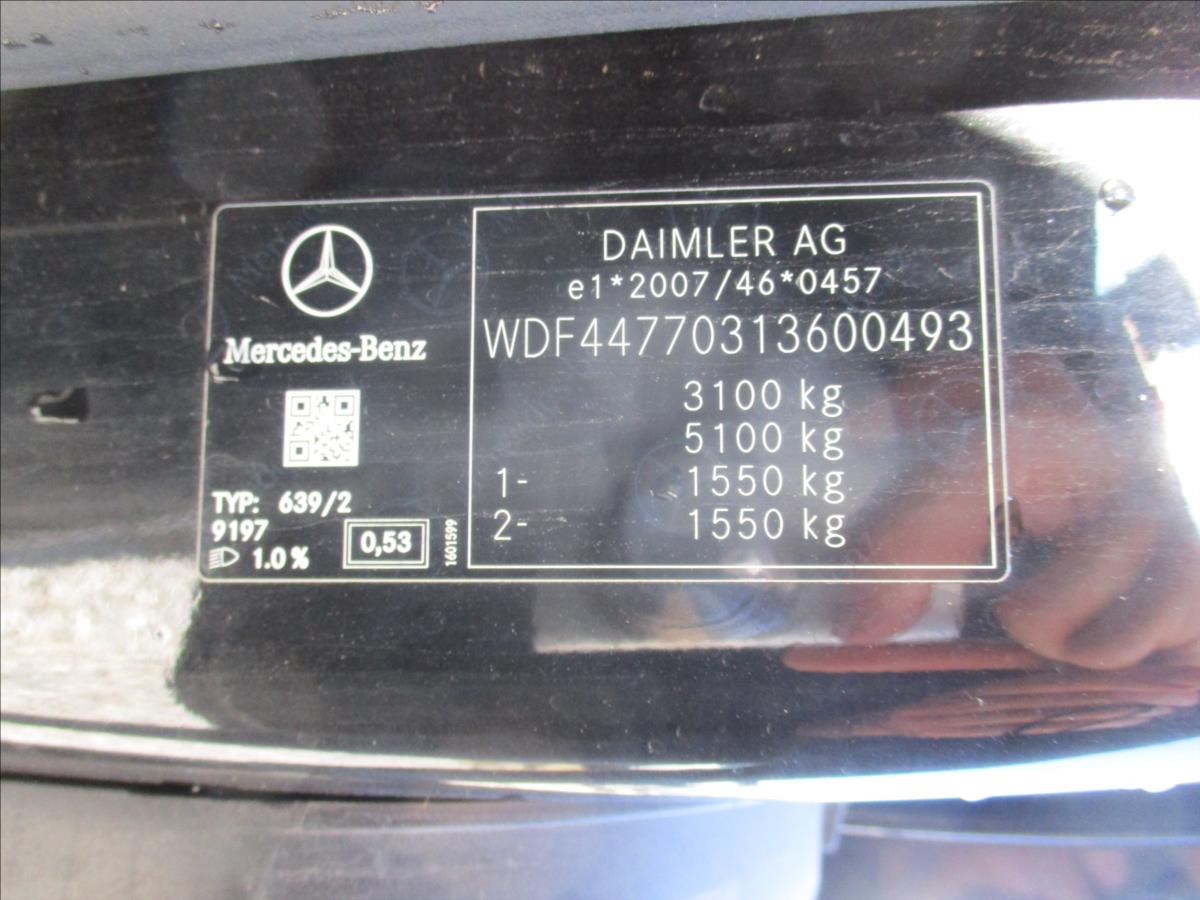 Mercedes-Benz
TYP: 639/2
9197
1.0 %
0,53
1601599
DAIMLER AG
e1*2007/46*0457
WDF44770313600493
3100 kg
5100 kg
1- 1550 kg
2- 1550 kg